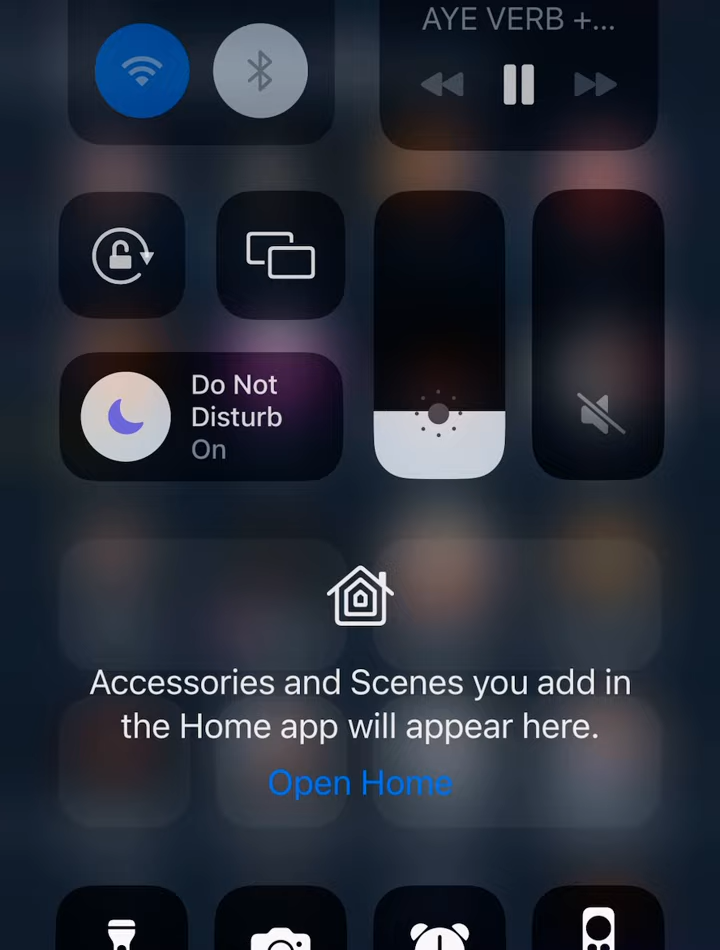 AYE VERB +...
Do Not
Disturb
On
Accessories and Scenes you add in
the Home app will appear here.
Open Home